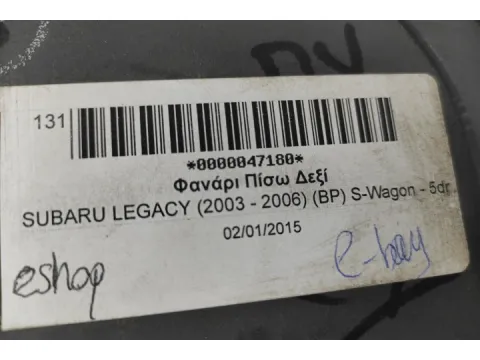 131
*0000047180*
Φανάρι Πίσω Δεξί
SUBARU LEGACY (2003 - 2006) (BP) S-Wagon - 5dr
02/01/2015
eshop
e-bay